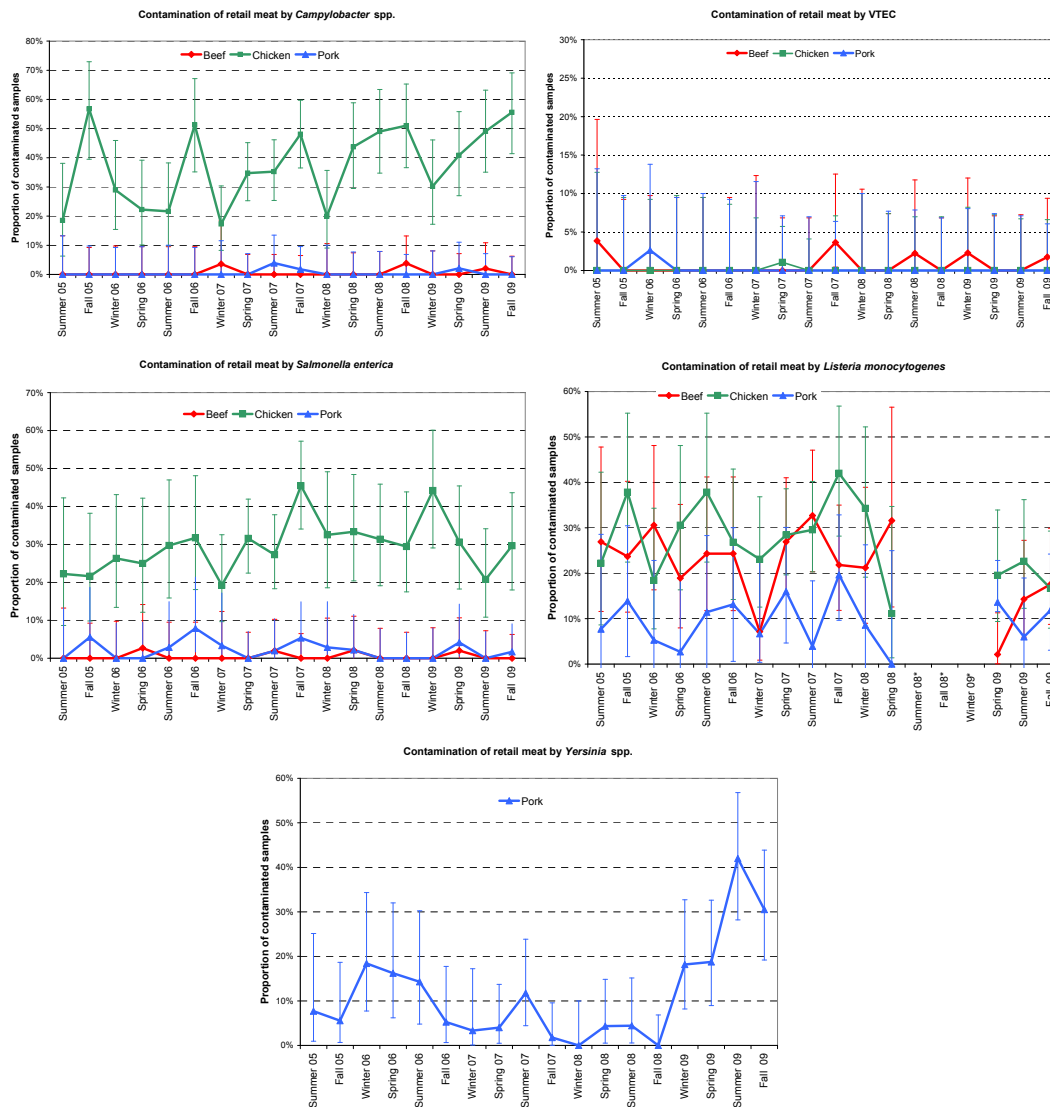 Contamination of retail meat by Campylobacter spp.
Beef Chicken Pork
Proportion of contaminated samples
80%
70%
60%
50%
40%
30%
20%
10%
0%
Summer 05
Fall 05
Winter 06
Spring 06
Summer 06
Fall 06
Winter 07
Spring 07
Summer 07
Fall 07
Winter 08
Spring 08
Summer 08
Fall 08
Winter 09
Spring 09
Summer 09
Fall 09
Contamination of retail meat by VTEC
Beef Chicken Pork
Proportion of contaminated samples
30%
25%
20%
15%
10%
5%
0%
Summer 05
Fall 05
Winter 06
Spring 06
Summer 06
Fall 06
Winter 07
Spring 07
Summer 07
Fall 07
Winter 08
Spring 08
Summer 08
Fall 08
Winter 09
Spring 09
Summer 09
Fall 09
Contamination of retail meat by Salmonella enterica
Beef Chicken Pork
Proportion of contaminated samples
70%
60%
50%
40%
30%
20%
10%
0%
Summer 05
Fall 05
Winter 06
Spring 06
Summer 06
Fall 06
Winter 07
Spring 07
Summer 07
Fall 07
Winter 08
Spring 08
Summer 08
Fall 08
Winter 09
Spring 09
Summer 09
Fall 09
Contamination of retail meat by Listeria monocytogenes
Beef Chicken Pork
Proportion of contaminated samples
60%
50%
40%
30%
20%
10%
0%
Summer 05
Fall 05
Winter 06
Spring 06
Summer 06
Fall 06
Winter 07
Spring 07
Summer 07
Fall 07
Winter 08
Spring 08
Summer 08*
Fall 08*
Winter 09*
Spring 09
Summer 09
Fall 09
Contamination of retail meat by Yersinia spp.
Pork
Proportion of contaminated samples
60%
50%
40%
30%
20%
10%
0%
Summer 05
Fall 05
Winter 06
Spring 06
Summer 06
Fall 06
Winter 07
Spring 07
Summer 07
Fall 07
Winter 08
Spring 08
Summer 08
Fall 08
Winter 09
Spring 09
Summer 09
Fall 09